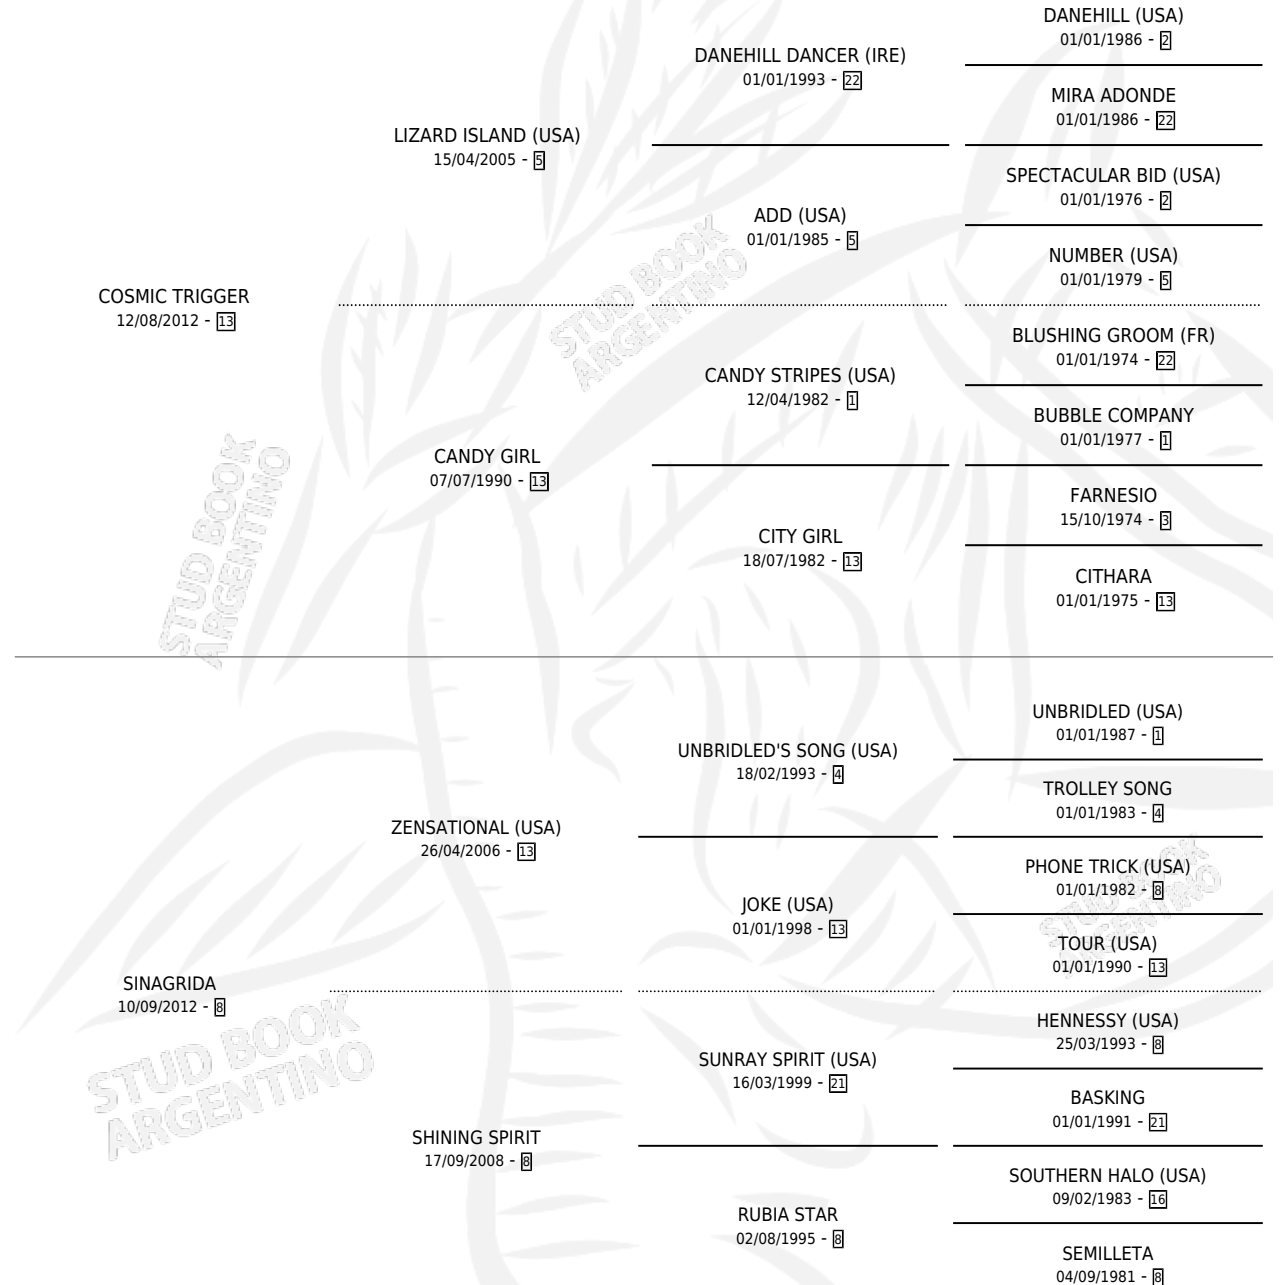 DANEHILL (USA)
01/01/1986 - 2
DANEHILL DANCER (IRE)
01/01/1993 - 22
MIRA ADONDE
01/01/1986 - 22
LIZARD ISLAND (USA)
15/04/2005 - 5
SPECTACULAR BID (USA)
01/01/1976 - 2
ADD (USA)
01/01/1985 - 5
NUMBER (USA)
01/01/1979 - 5
COSMIC TRIGGER
12/08/2012 - 13
BLUSHING GROOM (FR)
01/01/1974 - 22
CANDY STRIPES (USA)
12/04/1982 - 1
BUBBLE COMPANY
01/01/1977 - 1
CANDY GIRL
07/07/1990 - 13
FARNESIO
15/10/1974 - 3
CITY GIRL
18/07/1982 - 13
CITHARA
01/01/1975 - 13
STUD BOOK
ARGENTINO
STUD BOOK
ARGENTINO
UNBRIDLED (USA)
01/01/1987 - 1
UNBRIDLED'S SONG (USA)
18/02/1993 - 4
TROLLEY SONG
01/01/1983 - 4
ZENSATIONAL (USA)
26/04/2006 - 13
PHONE TRICK (USA)
01/01/1982 - 8
JOKE (USA)
01/01/1998 - 13
TOUR (USA)
01/01/1990 - 13
STUD BOOK
ARGENTINO
SINAGRIDA
10/09/2012 - 8
HENNESSY (USA)
25/03/1993 - 8
SUNRAY SPIRIT (USA)
16/03/1999 - 21
BASKING
01/01/1991 - 21
SHINING SPIRIT
17/09/2008 - 8
SOUTHERN HALO (USA)
09/02/1983 - 16
RUBIA STAR
02/08/1995 - 8
SEMILLETA
04/09/1981 - 8
STUD BOOK
ARGENTINO